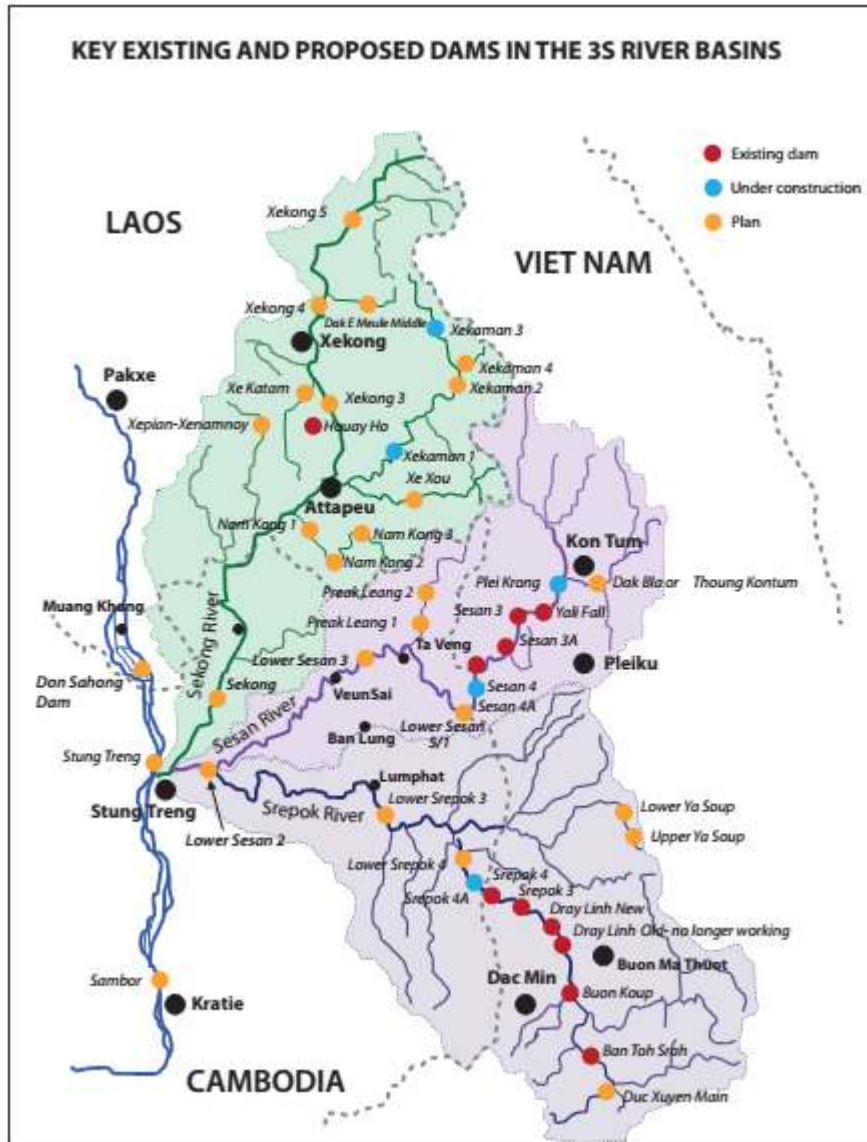 KEY EXISTING AND PROPOSED DAMS IN THE 3S RIVER BASINS
Existing dam
Under construction
Plan
LAOS
VIET NAM
Xekong 5
Xekong 4
Dak E Meule Middle
Xekaman 3
Xekong
Xekaman 4
Xekaman 2
Pakxe
Xe Katam
Xekong 3
Xepian-Xenamnoy
Houay Ho
Xekaman 1
Xe Xou
Attapeu
Nam Kong 1
Nam Kong 3
Nam Kong 2
Kon Tum
Plei Krong
Dak Bla or Thoung Kontum
Preak Leang 2
Sesan 3
Yali Fall
Preak Leang 1
Muang Khong
Sekong River
Ta Veng
Sesan 3A
Lower Sesan 3
Pleiku
Don Sahong
Dam
Sekong
VeunSai
Sesan 4
Sesan 4A
Sesan River
Ban Lung
Lower Sesan
5/1
Stung Treng
Stung Treng
Lumphat
Lower Srepok 3
Srepok River
Lower Ya Soup
Upper Ya Soup
Lower Sesan 2
Lower Srepok 4
Srepok 4
Srepok 4A
Srepok 3
Dray Linh New
Dray Linh Old- no longer working
Buon Ma Thuot
Dac Min
Buon Koup
Sambor
Kratie
Ban Toh Srah
CAMBODIA
Duc Xuyen Main